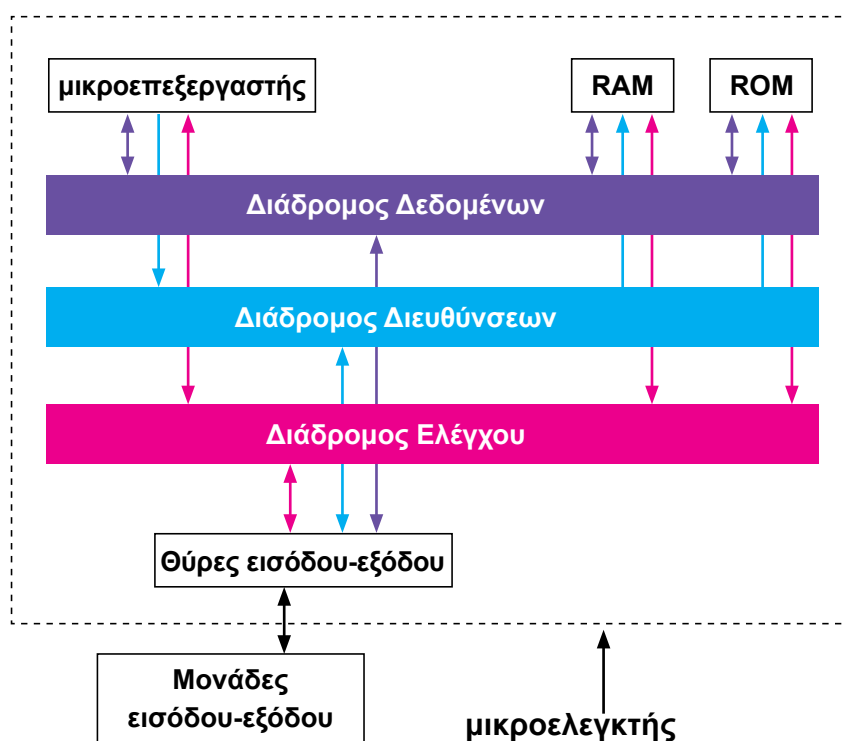 μικροεπεξεργαστής RAM ROM
Διάδρομος Δεδομένων
Διάδρομος Διευθύνσεων
Διάδρομος Ελέγχου
Θύρες εισόδου-εξόδου
Μονάδες
εισόδου-εξόδου
μικροελεγκτής